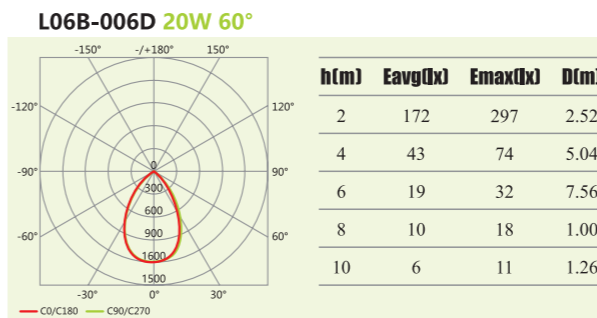 L06B-006D 20W 60°
-150° -/+180° 150°
-120° 120°
-90° 90°
-60° 60°
-30° 0° 30°
0
300
600
900
1600
1500
C0/C180 C90/C270
h(m) Eavg(lx) Emax(lx) D(m)
2 172 297 2.52
4 43 74 5.04
6 19 32 7.56
8 10 18 1.00
10 6 11 1.26